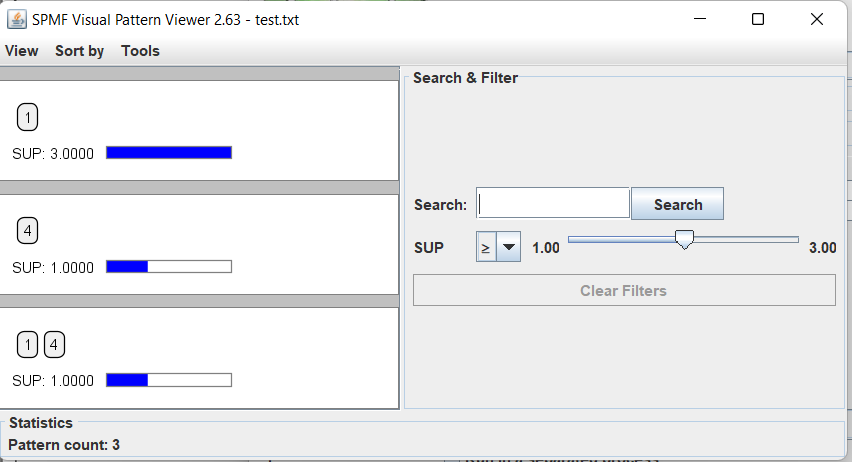 SPMF Visual Pattern Viewer 2.63 - test.txt
View Sort by Tools
Search & Filter
1
SUP: 3.0000
4
SUP: 1.0000
1 4
SUP: 1.0000
Search: Search
SUP ≥ 1.00 3.00
Clear Filters
Statistics
Pattern count: 3